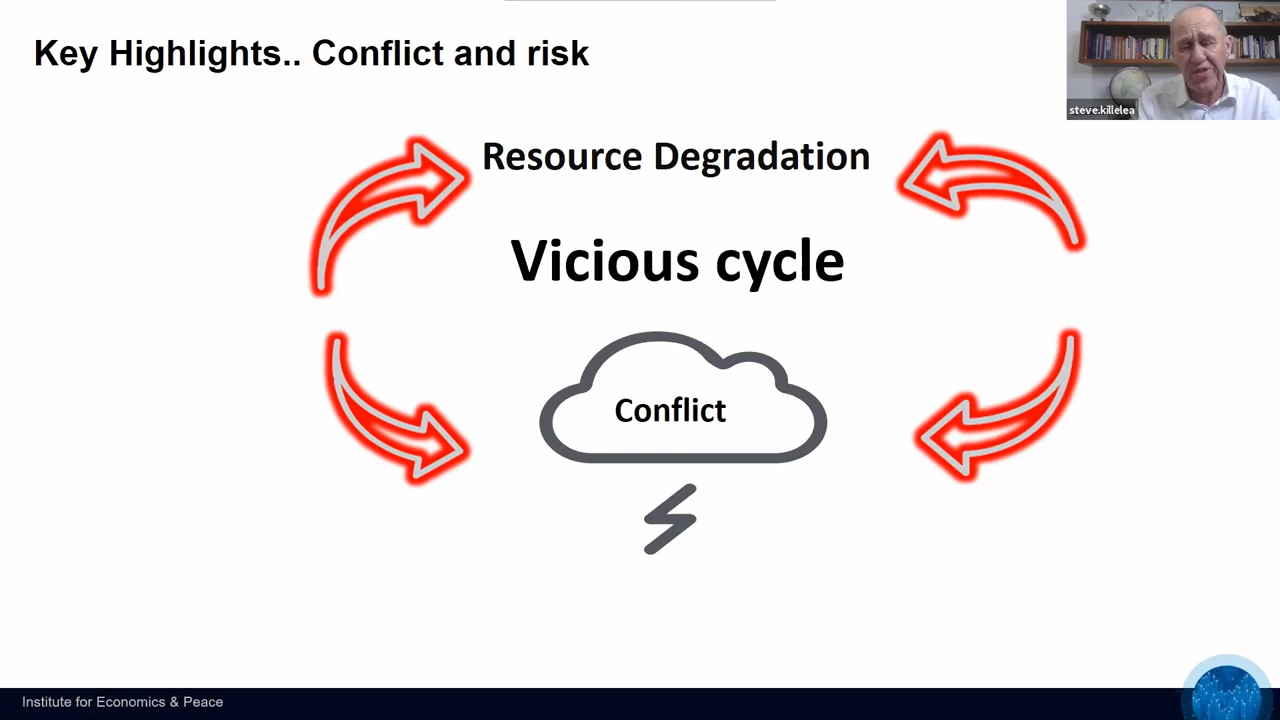 Key Highlights.. Conflict and risk
steve.killelea
Resource Degradation
Vicious cycle
Conflict
Institute for Economics & Peace